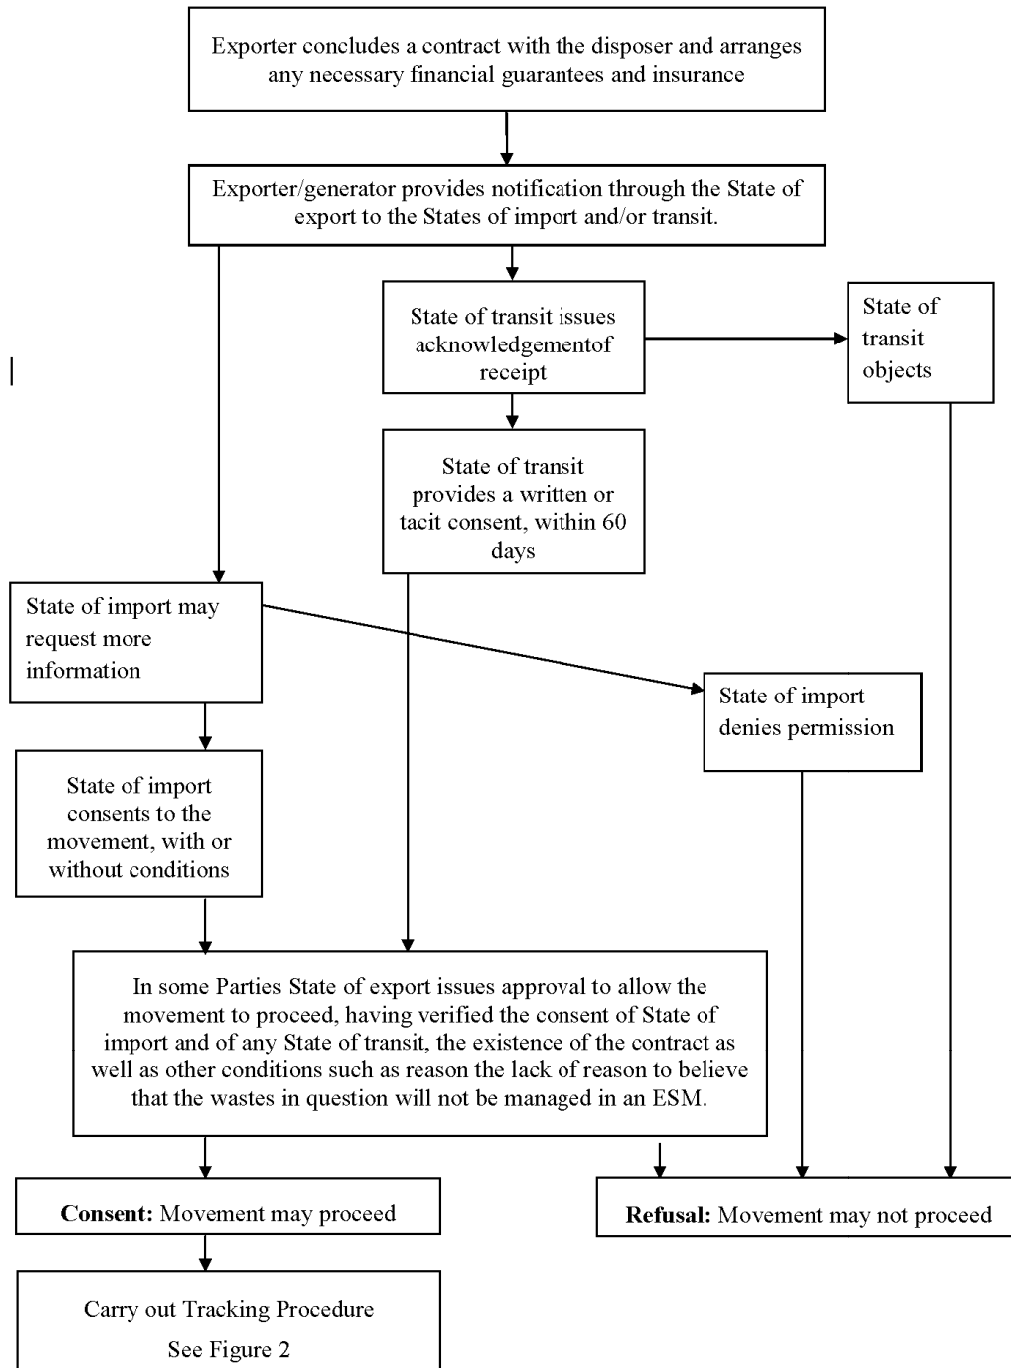 Exporter concludes a contract with the disposer and arranges
any necessary financial guarantees and insurance
Exporter/generator provides notification through the State of
export to the States of import and/or transit.
State of transit issues
acknowledgementof
receipt
State of
transit
objects
State of transit
provides a written or
tacit consent, within 60
days
State of import may
request more
information
State of import
denies permission
State of import
consents to the
movement, with or
without conditions
In some Parties State of export issues approval to allow the
movement to proceed, having verified the consent of State of
import and of any State of transit, the existence of the contract as
well as other conditions such as reason the lack of reason to believe
that the wastes in question will not be managed in an ESM.
Consent: Movement may proceed
Refusal: Movement may not proceed
Carry out Tracking Procedure
See Figure 2